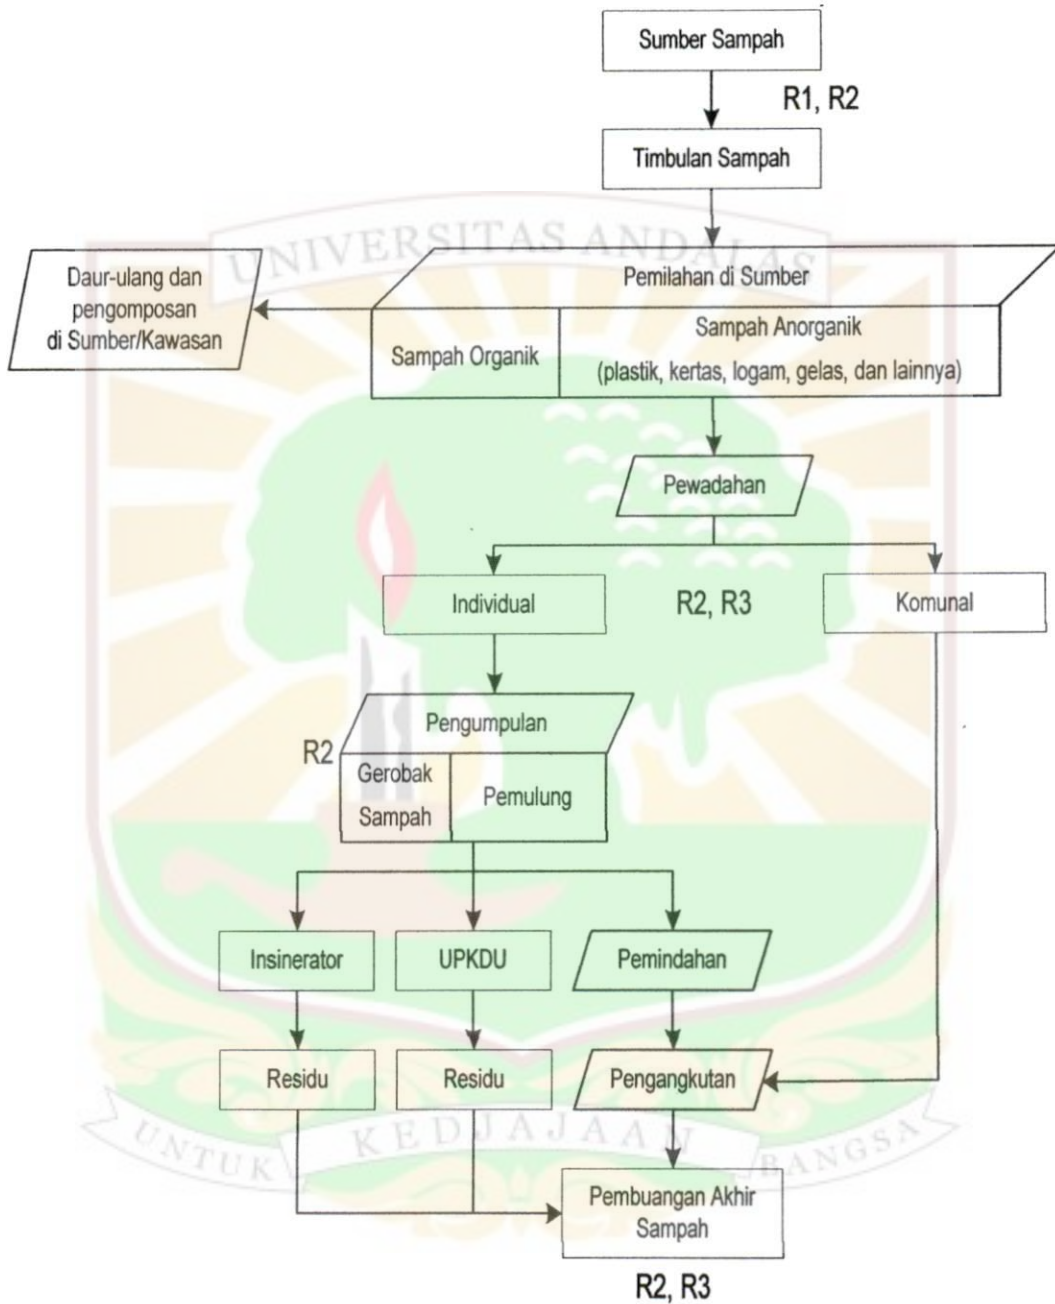 Sumber Sampah
R1, R2
Timbulan Sampah
UNIVERSITAS ANDALAS
Pemilahan di Sumber
Daur-ulang dan
pengomposan
di Sumber/Kawasan
Sampah Organik
Sampah Anorganik
(plastik, kertas, logam, gelas, dan lainnya)
Pewadahan
Individual
R2, R3
Komunal
Pengumpulan
R2
Gerobak
Sampah
Pemulung
Insinerator
UPKDU
Pemindahan
Residu
Residu
Pengangkutan
UNTUK KEDJAJAAN BANGSA
Pembuangan Akhir
Sampah
R2, R3